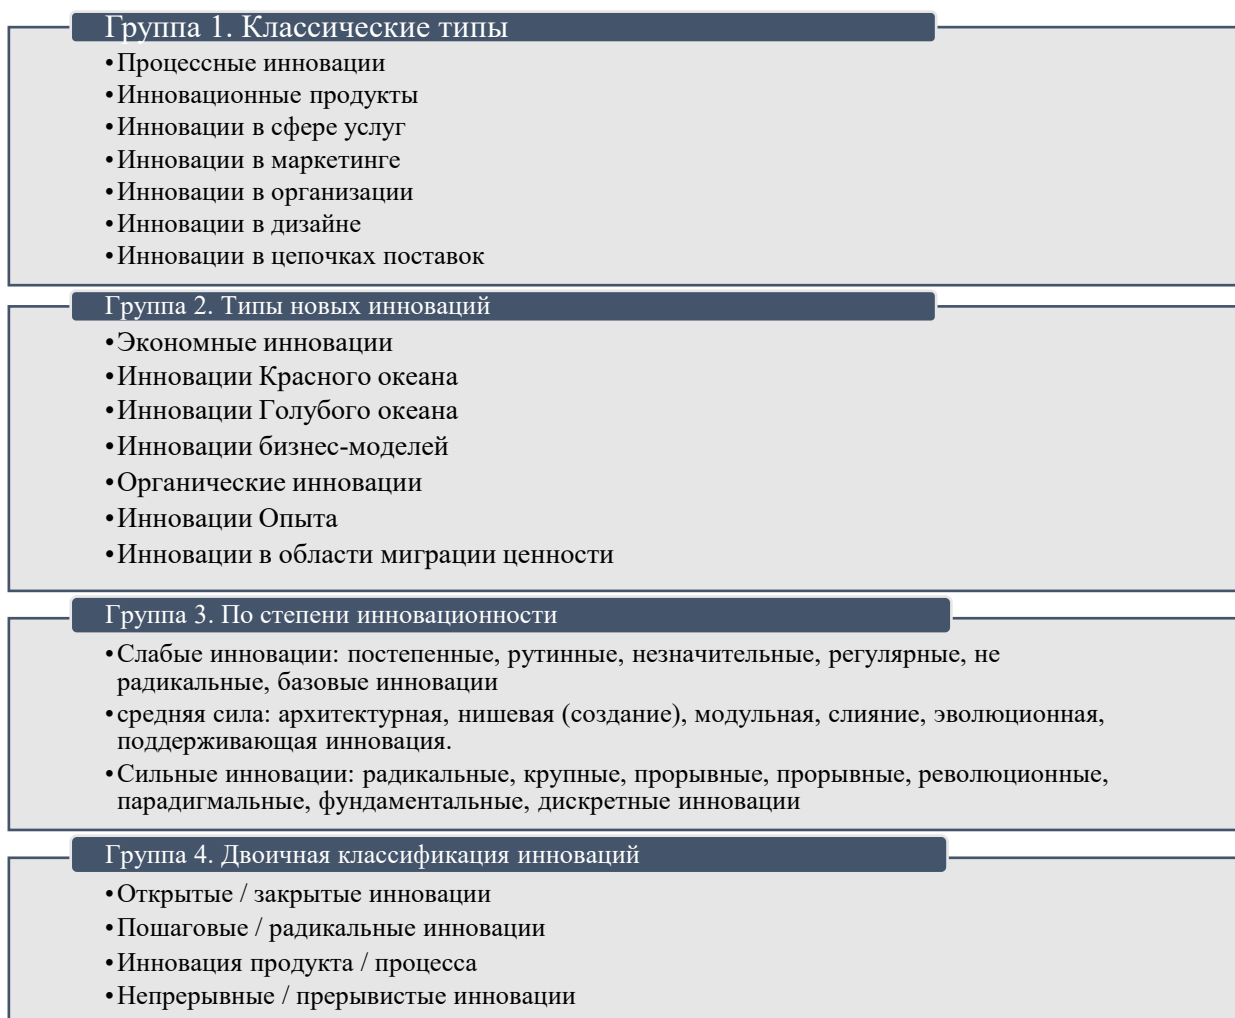 Группа 1. Классические типы
•Процессные инновации
•Инновационные продукты
•Инновации в сфере услуг
•Инновации в маркетинге
•Инновации в организации
•Инновации в дизайне
•Инновации в цепочках поставок
Группа 2. Типы новых инноваций
•Экономные инновации
•Инновации Красного океана
•Инновации Голубого океана
•Инновации бизнес-моделей
•Органические инновации
•Инновации Опыта
•Инновации в области миграции ценности
Группа 3. По степени инновационности
•Слабые инновации: постепенные, рутинные, незначительные, регулярные, не
радикальные, базовые инновации
•средняя сила: архитектурная, нишевая (создание), модульная, слияние, эволюционная,
поддерживающая инновация.
•Сильные инновации: радикальные, крупные, прорывные, прорывные, революционные,
парадигмальные, фундаментальные, дискретные инновации
Группа 4. Двоичная классификация инноваций
•Открытые / закрытые инновации
•Пошаговые / радикальные инновации
•Инновация продукта / процесса
•Непрерывные / прерывистые инновации